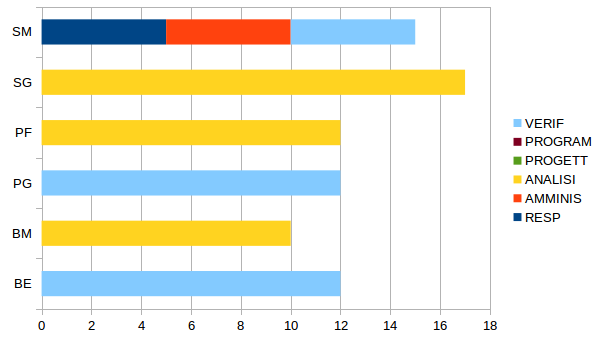 SM
SG
PF
PG
BM
BE
0 2 4 6 8 10 12 14 16 18
VERIF
PROGRAM
PROGETT
ANALISI
AMMINIS
RESP